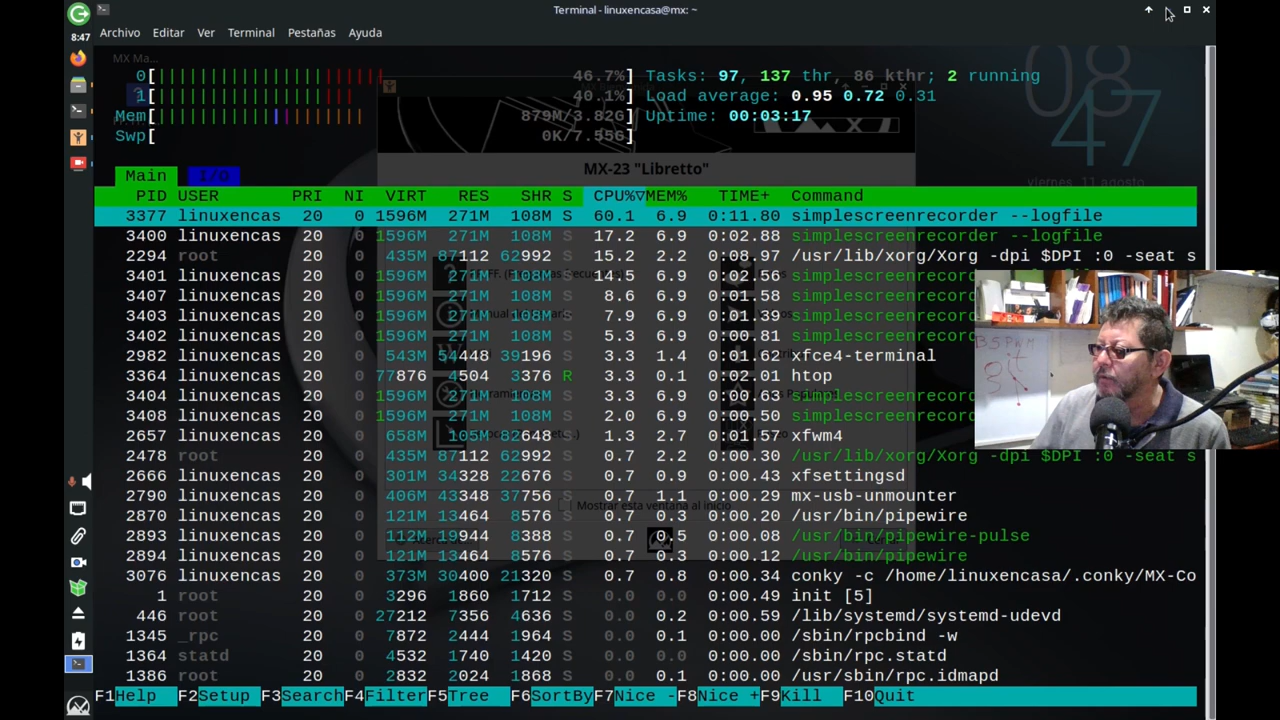 Terminal - linuxencasa@mx: ~
8:47
Archivo Editar Ver Terminal Pestañas Ayuda
MX Ma...
0[ 46.7%] Tasks: 97, 137 thr, 86 kthr; 2 running
1[ 40.1%] Load average: 0.95 0.72 0.31
Mem[ 879M/3.82G] Uptime: 00:03:17
Swp[ 0K/7.55G]
08
47
viernes, 11 agosto
MX-23 "Libretto"
Main I/O
PID USER PRI NI VIRT RES SHR S CPU%▽MEM% TIME+ Command
3377 linuxencas 20 0 1596M 271M 108M S 60.1 6.9 0:11.80 simplescreenrecorder --logfile
3400 linuxencas 20 0 1596M 271M 108M S 17.2 6.9 0:02.88 simplescreenrecorder --logfile
2294 root 20 0 435M 87112 62992 S 15.2 2.2 0:08.97 /usr/lib/xorg/Xorg -dpi $DPI :0 -seat s
3401 linuxencas 20 0 1596M 271M 108M S 14.5 6.9 0:02.56 simplescreenrecord
3407 linuxencas 20 0 1596M 271M 108M S 8.6 6.9 0:01.58 simplescreenrecord
3403 linuxencas 20 0 1596M 271M 108M S 7.9 6.9 0:01.39 simplescreenrecord
3402 linuxencas 20 0 1596M 271M 108M S 5.3 6.9 0:00.81 simplescreenrecord
2982 linuxencas 20 0 543M 54448 39196 S 3.3 1.4 0:01.62 xfce4-terminal
3364 linuxencas 20 0 77876 4504 3376 R 3.3 0.1 0:02.01 htop
3404 linuxencas 20 0 1596M 271M 108M S 3.3 6.9 0:00.63 simplescreenrecord
3408 linuxencas 20 0 1596M 271M 108M S 2.0 6.9 0:00.50 simplescreenrecord
2657 linuxencas 20 0 658M 105M 82648 S 1.3 2.7 0:01.57 xfwm4
2478 root 20 0 435M 87112 62992 S 0.7 2.2 0:00.30 /usr/lib/xorg/Xorg -dpi $DPI :0 -seat s
2666 linuxencas 20 0 301M 34328 22676 S 0.7 0.9 0:00.43 xfsettingsd
2790 linuxencas 20 0 406M 43348 37756 S 0.7 1.1 0:00.29 mx-usb-unmounter
Mostrar esta ventana al inicio
2870 linuxencas 20 0 121M 13464 8576 S 0.7 0.3 0:00.20 /usr/bin/pipewire
2893 linuxencas 20 0 112M 19944 8388 S 0.7 0. 0:00.08 /usr/bin/pipewire-pulse
2894 linuxencas 20 0 121M 13464 8576 S 0.7 0.3 0:00.12 /usr/bin/pipewire
3076 linuxencas 20 0 373M 30400 21320 S 0.7 0.8 0:00.34 conky -c /home/linuxencasa/.conky/MX-Co
1 root 20 0 3296 1860 1712 S 0.0 0.0 0:00.49 init [5]
446 root 20 0 27212 7356 4636 S 0.0 0.2 0:00.59 /lib/systemd/systemd-udevd
1345 _rpc 20 0 7872 2444 1964 S 0.0 0.1 0:00.00 /sbin/rpcbind -w
1364 statd 20 0 4532 1740 1420 S 0.0 0.0 0:00.00 /sbin/rpc.statd
1386 root 20 0 2832 2024 1868 S 0.0 0.1 0:00.00 /usr/sbin/rpc.idmapd
F1Help F2Setup F3SearchF4FilterF5Tree F6SortByF7Nice -F8Nice +F9Kill F10Quit